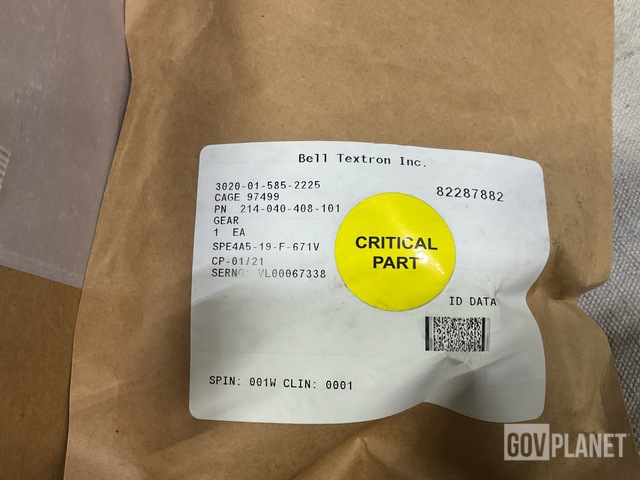 Bell Textron Inc.
3020-01-585-2225
82287882
CAGE 97499
PN 214-040-408-101
GEAR
1 EA
SPE4A5-19-F-671V
CP-01/21
SERNO: VL00067338
CRITICAL
PART
ID DATA
SPIN: 001W CLIN: 0001
GOVPLANET